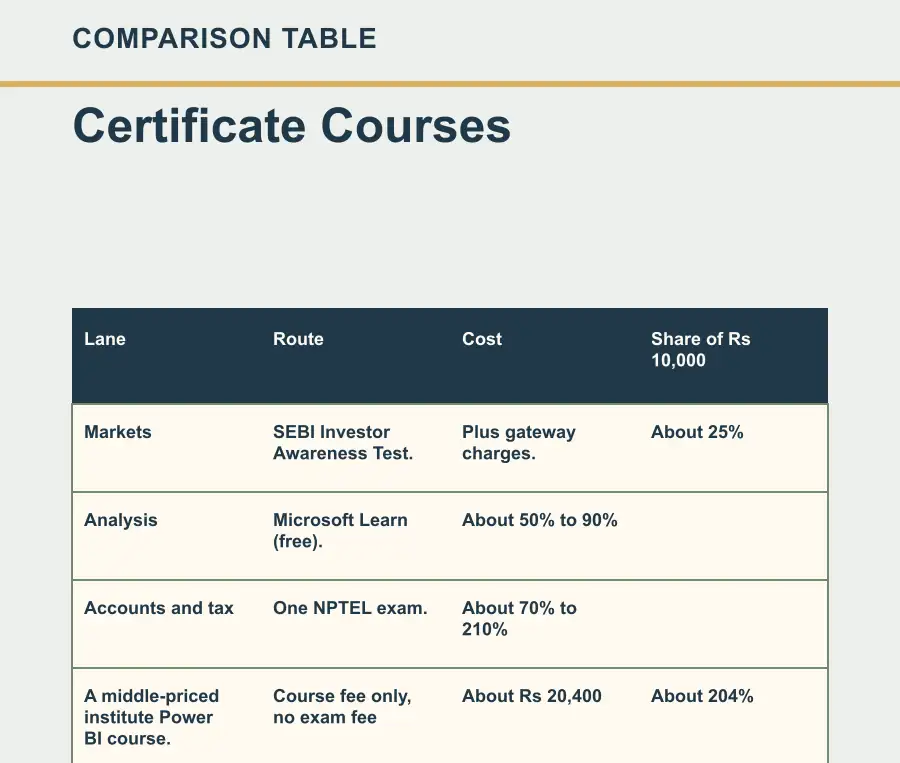 COMPARISON TABLE
Certificate Courses
Lane Route Cost Share of Rs
10,000
Markets SEBI Investor Plus gateway About 25%
Awareness Test. charges.
Analysis Microsoft Learn About 50% to 90%
(free).
Accounts and tax One NPTEL exam. About 70% to
210%
A middle-priced Course fee only, About Rs 20,400 About 204%
institute Power no exam fee
BI course.